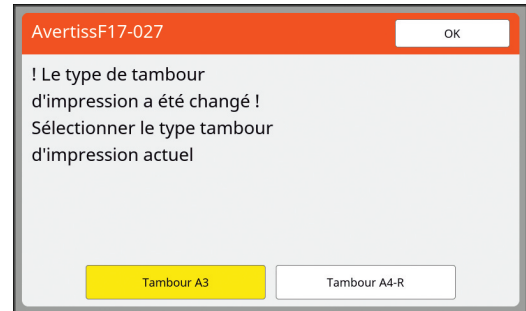 AvertissF17-027
OK
! Le type de tambour
d'impression a été changé !
Sélectionner le type tambour
d'impression actuel
Tambour A3
Tambour A4-R